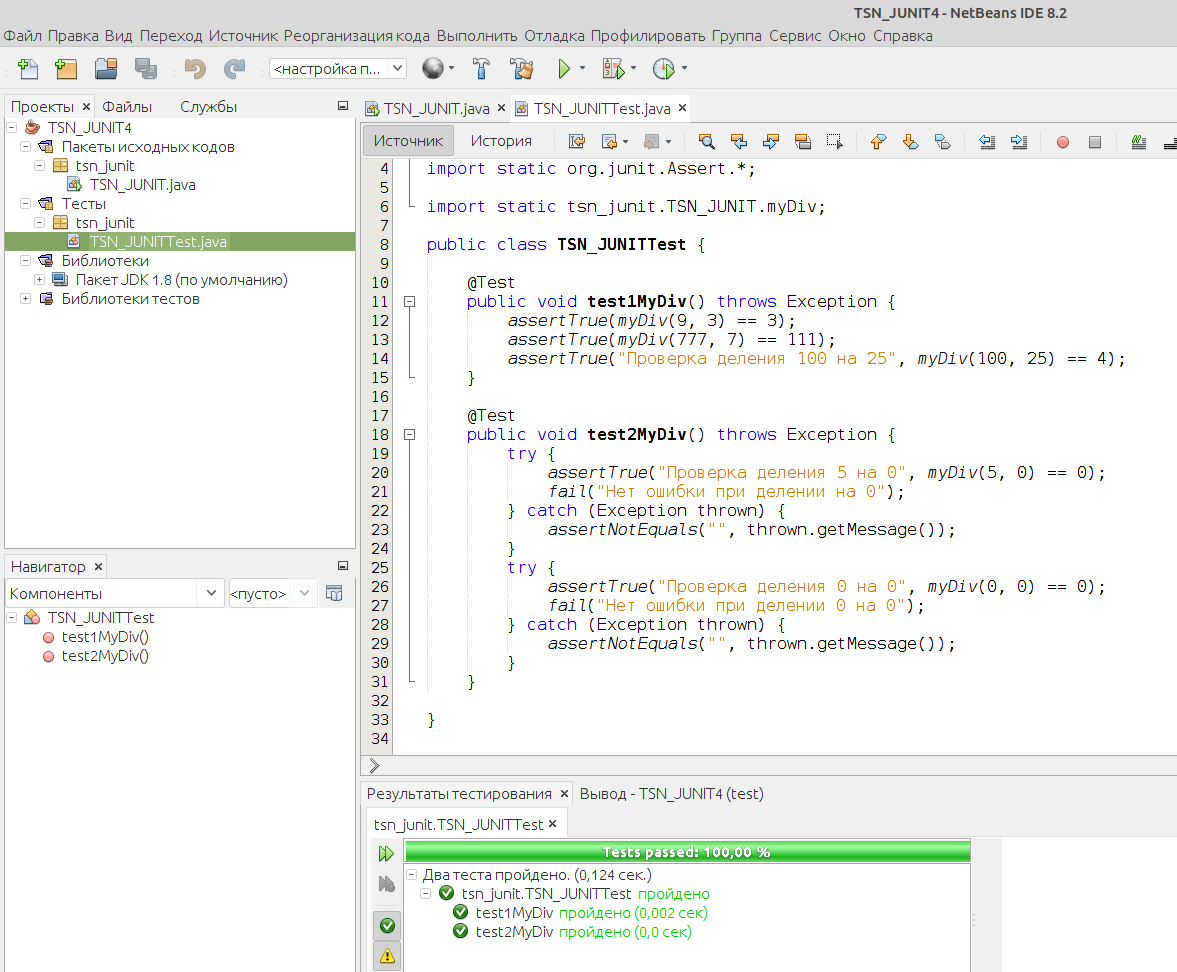 TSN_JUNIT4 - NetBeans IDE 8.2
Файл Правка Вид Переход Источник Реорганизация кода Выполнить Отладка Профилировать Группа Сервис Окно Справка
<настройка п...
Проекты × Файлы Службы
TSN_JUNIT4
Пакеты исходных кодов
tsn_junit
TSN_JUNIT.java
Тесты
tsn_junit
TSN_JUNITTest.java
Библиотеки
Пакет JDK 1.8 (по умолчанию)
Библиотеки тестов
Навигатор ×
Компоненты <пусто>
TSN_JUNITTest
test1MyDiv()
test2MyDiv()
TSN_JUNIT.java × TSN_JUNITTest.java ×
Источник История
4 import static org.junit.Assert.*;
5
6 import static tsn_junit.TSN_JUNIT.myDiv;
7
8 public class TSN_JUNITTest {
9
10 @Test
11 public void test1MyDiv() throws Exception {
12 assertTrue(myDiv(9, 3) == 3);
13 assertTrue(myDiv(777, 7) == 111);
14 assertTrue("Проверка деления 100 на 25", myDiv(100, 25) == 4);
15 }
16
17 @Test
18 public void test2MyDiv() throws Exception {
19 try {
20 assertTrue("Проверка деления 5 на 0", myDiv(5, 0) == 0);
21 fail("Нет ошибки при делении на 0");
22 } catch (Exception thrown) {
23 assertNotEquals("", thrown.getMessage());
24 }
25 try {
26 assertTrue("Проверка деления 0 на 0", myDiv(0, 0) == 0);
27 fail("Нет ошибки при делении 0 на 0");
28 } catch (Exception thrown) {
29 assertNotEquals("", thrown.getMessage());
30 }
31 }
32
33 }
34
Результаты тестирования × Вывод - TSN_JUNIT4 (test)
tsn_junit.TSN_JUNITTest ×
Tests passed: 100,00 %
Два теста пройдено. (0,124 сек.)
tsn_junit.TSN_JUNITTest пройдено
test1MyDiv пройдено (0,002 сек)
test2MyDiv пройдено (0,0 сек)